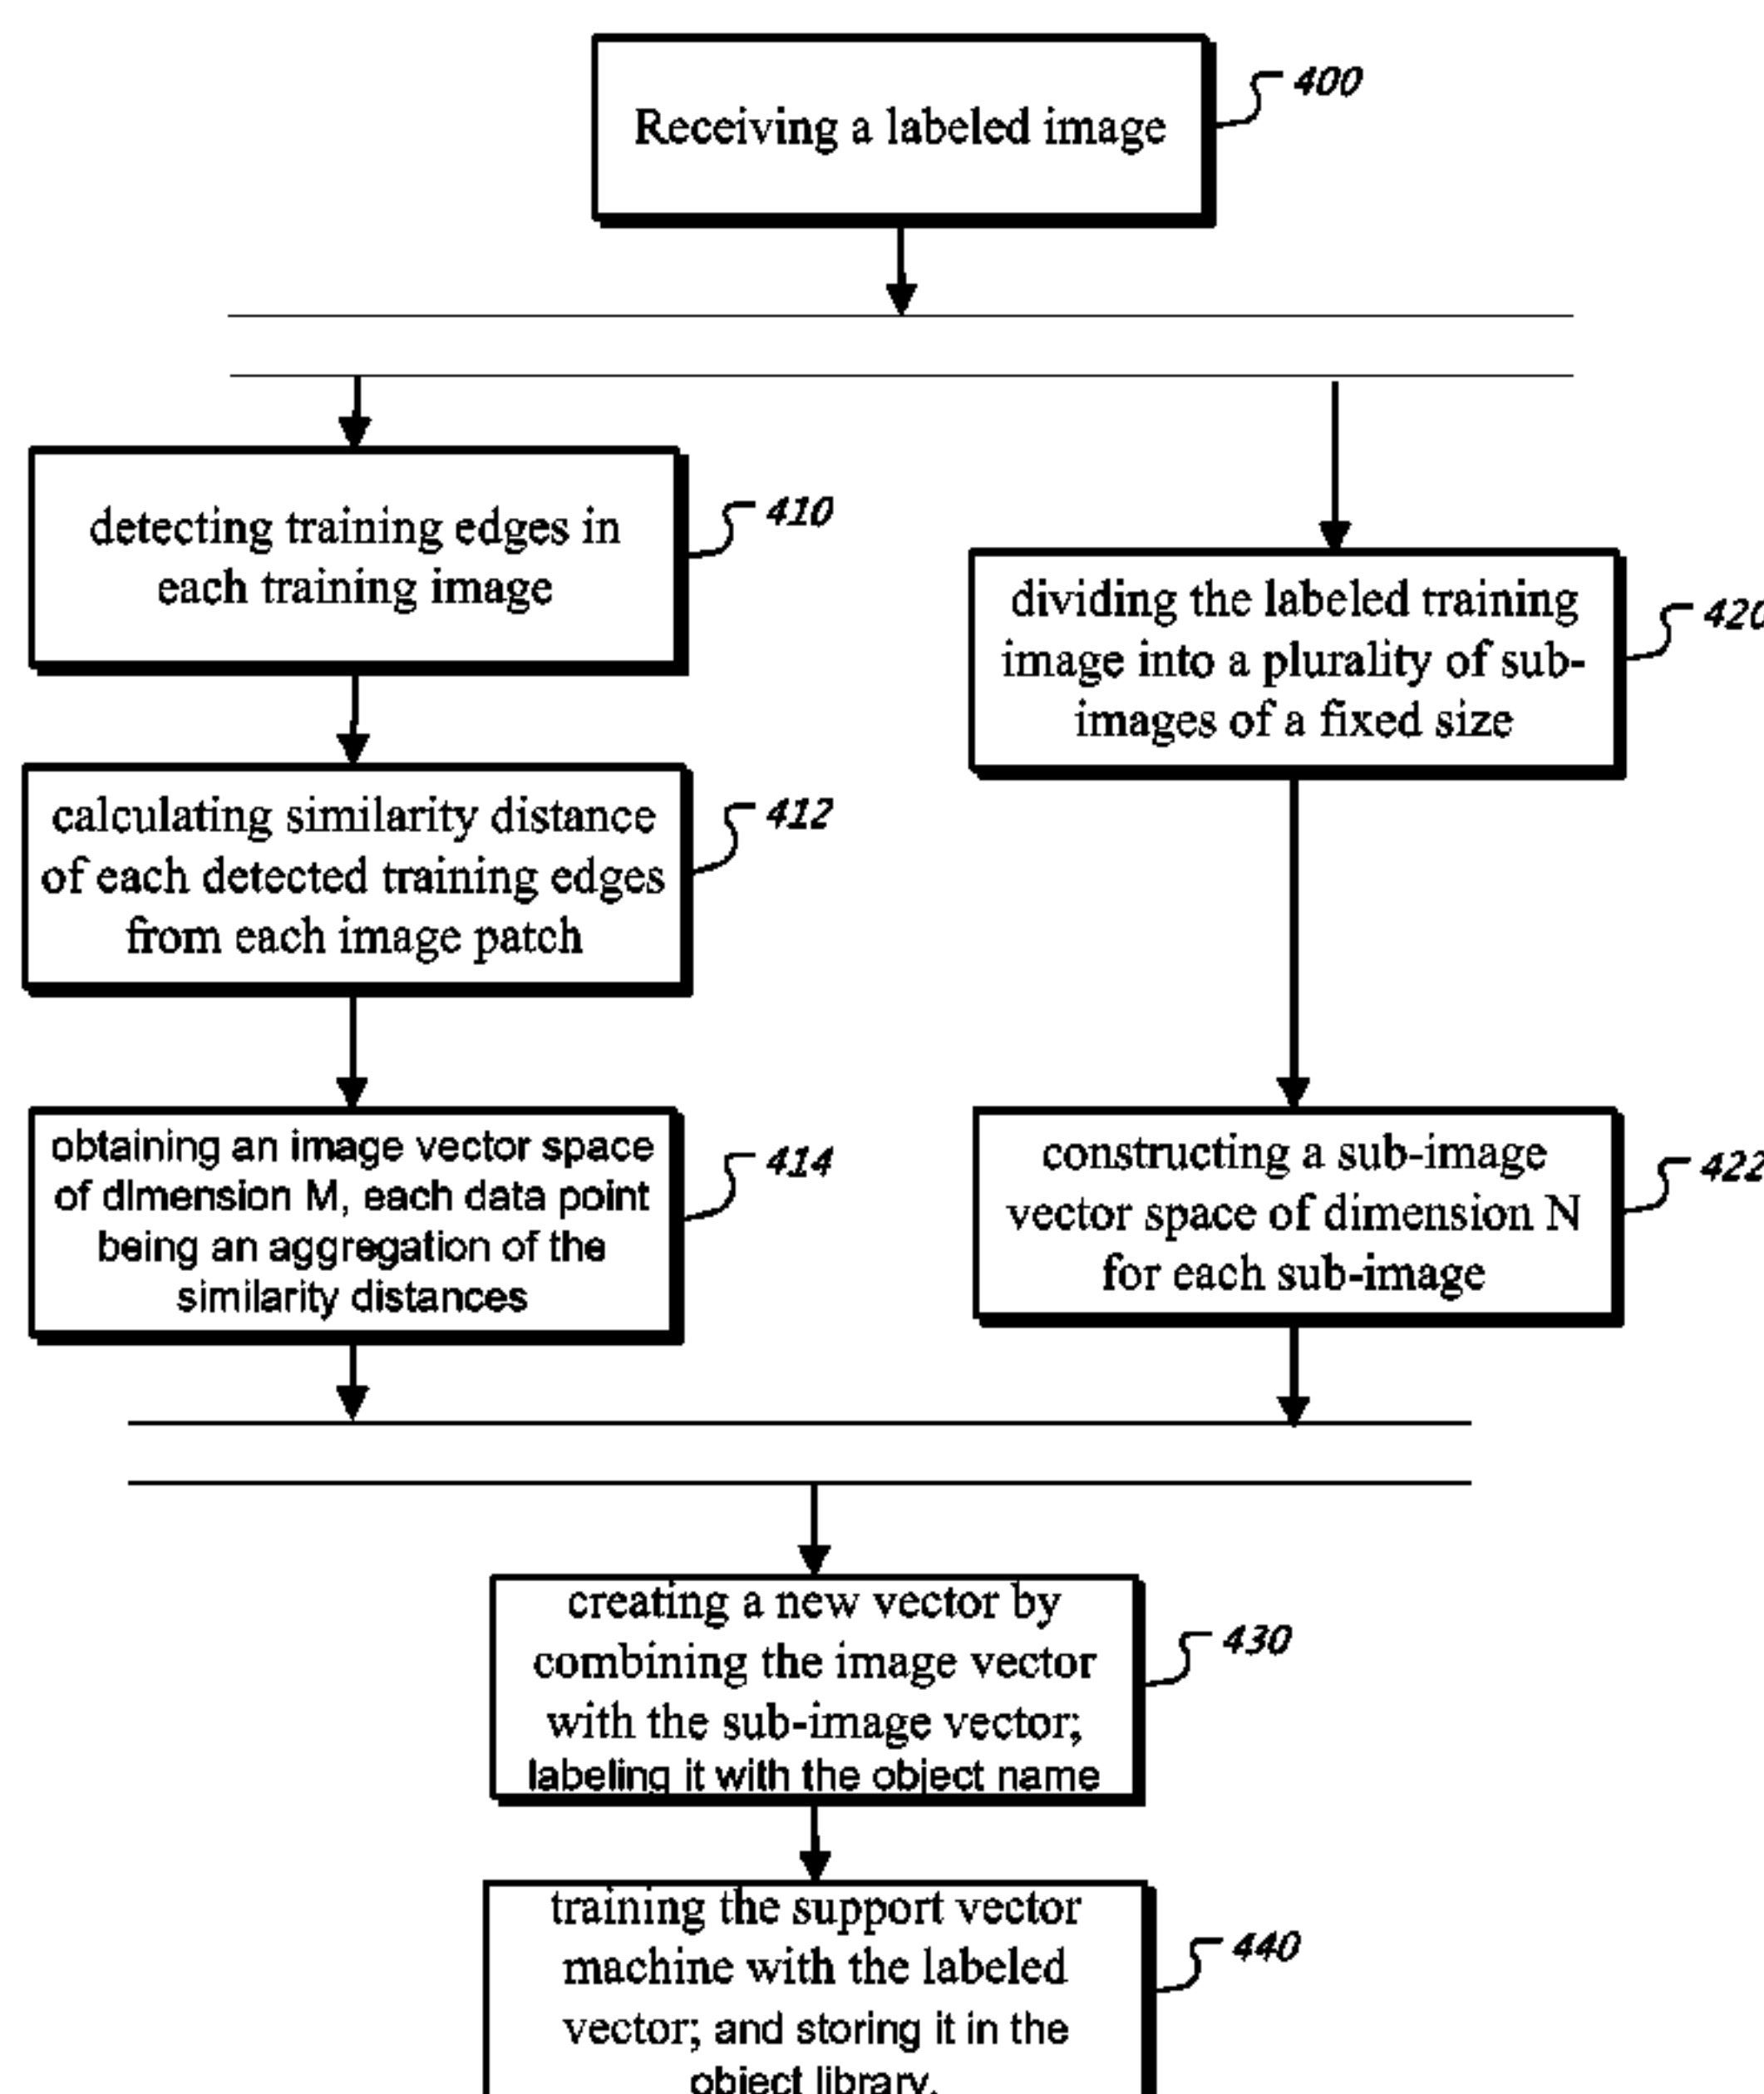 Receiving a labeled image
400
detecting training edges in
each training image
410
dividing the labeled training
image into a plurality of sub-
images of a fixed size
420
calculating similarity distance
of each detected training edges
from each image patch
412
obtaining an image vector space
of dimension M, each data point
being an aggregation of the
similarity distances
414
constructing a sub-image
vector space of dimension N
for each sub-image
422
creating a new vector by
combining the image vector
with the sub-image vector;
labeling it with the object name
430
training the support vector
machine with the labeled
vector; and storing it in the
object library.
440